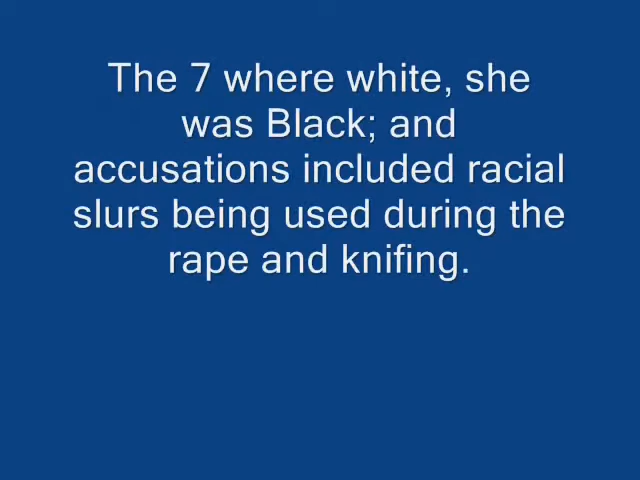 The 7 where white, she
was Black; and
accusations included racial
slurs being used during the
rape and knifing.